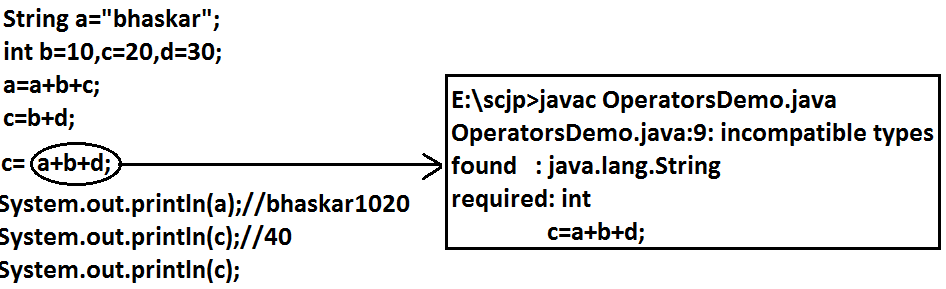 String a="bhaskar";
int b=10,c=20,d=30;
a=a+b+c;
c=b+d;
c= a+b+d;
System.out.println(a);//bhaskar1020
System.out.println(c);//40
System.out.println(c);
E:\scjp>javac OperatorsDemo.java
OperatorsDemo.java:9: incompatible types
found : java.lang.String
required: int
c=a+b+d;